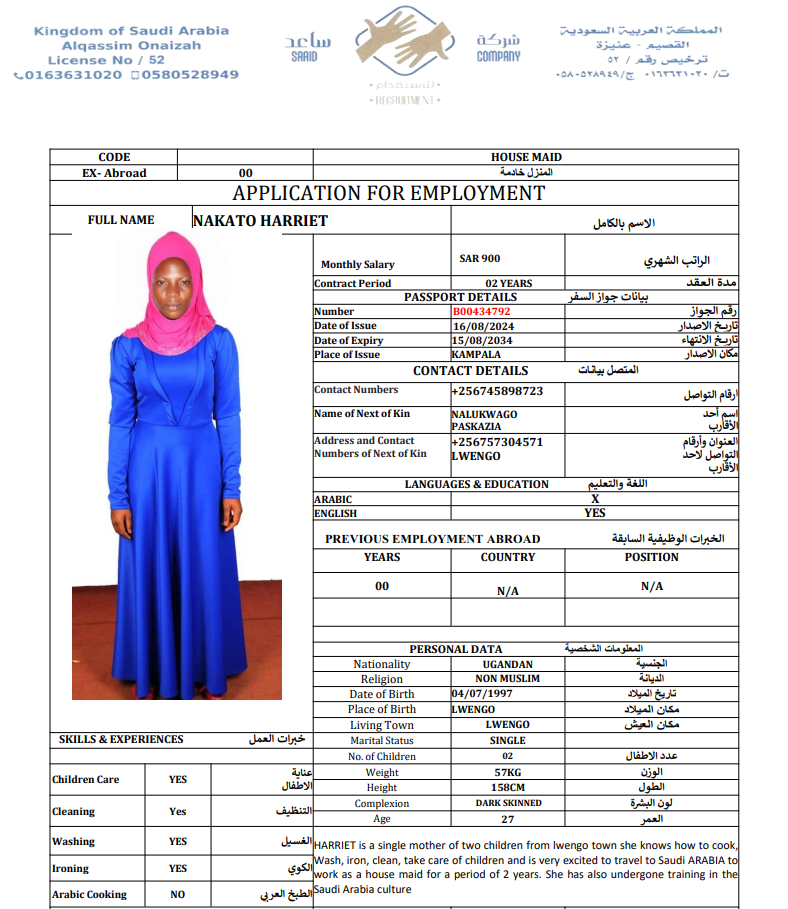 Kingdom of Saudi Arabia
Alqassim Onaizah
License No / 52
0163631020 0580528949
ساعد
SAAID
شركة
COMPANY
للاستقدام
• RECRUITMENT •
المملكة العربية السعودية
القصيم - عنيزة
ترخيص رقم / ٥٢
ت/ ٠١٦٣٦٣١٠٢٠ ج/ ٠٥٨٠٥٢٨٩٤٩
CODE HOUSE MAID
EX- Abroad 00 المنزل خادمة
APPLICATION FOR EMPLOYMENT
FULL NAME NAKATO HARRIET الاسم بالكامل
Monthly Salary SAR 900 الراتب الشهري
Contract Period 02 YEARS مدة العقد
PASSPORT DETAILS بيانات جواز السفر
Number B00434792 رقم الجواز
Date of Issue 16/08/2024 تاريخ الاصدار
Date of Expiry 15/08/2034 تاريخ الانتهاء
Place of Issue KAMPALA مكان الاصدار
CONTACT DETAILS المتصل بيانات
Contact Numbers +256745898723 ارقام التواصل
Name of Next of Kin NALUKWAGO PASKAZIA اسم أحد الأقارب
Address and Contact Numbers of Next of Kin +256757304571 LWENGO العنوان وأرقام التواصل لاحد الأقارب
LANGUAGES & EDUCATION اللغة والتعليم
ARABIC X
ENGLISH YES
PREVIOUS EMPLOYMENT ABROAD الخبرات الوظيفية السابقة
YEARS COUNTRY POSITION
00 N/A N/A
PERSONAL DATA المعلومات الشخصية
Nationality UGANDAN الجنسية
Religion NON MUSLIM الديانة
Date of Birth 04/07/1997 تاريخ الميلاد
Place of Birth LWENGO مكان الميلاد
Living Town LWENGO مكان العيش
Marital Status SINGLE
No. of Children 02 عدد الاطفال
Weight 57KG الوزن
Height 158CM الطول
Complexion DARK SKINNED لون البشرة
Age 27 العمر
SKILLS & EXPERIENCES خبرات العمل
Children Care YES عناية الاطفال
Cleaning Yes التنظيف
Washing YES الغسيل
Ironing YES الكوي
Arabic Cooking NO الطبخ العربي
HARRIET is a single mother of two children from lwengo town she knows how to cook,
Wash, iron, clean, take care of children and is very excited to travel to Saudi ARABIA to
work as a house maid for a period of 2 years. She has also undergone training in the
Saudi Arabia culture